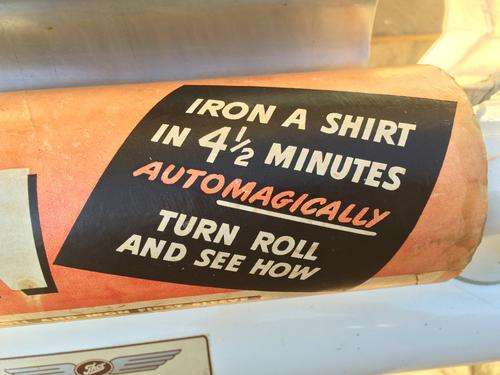 IRON A SHIRT
IN 4½ MINUTES
AUTOMAGICALLY
TURN ROLL
AND SEE HOW